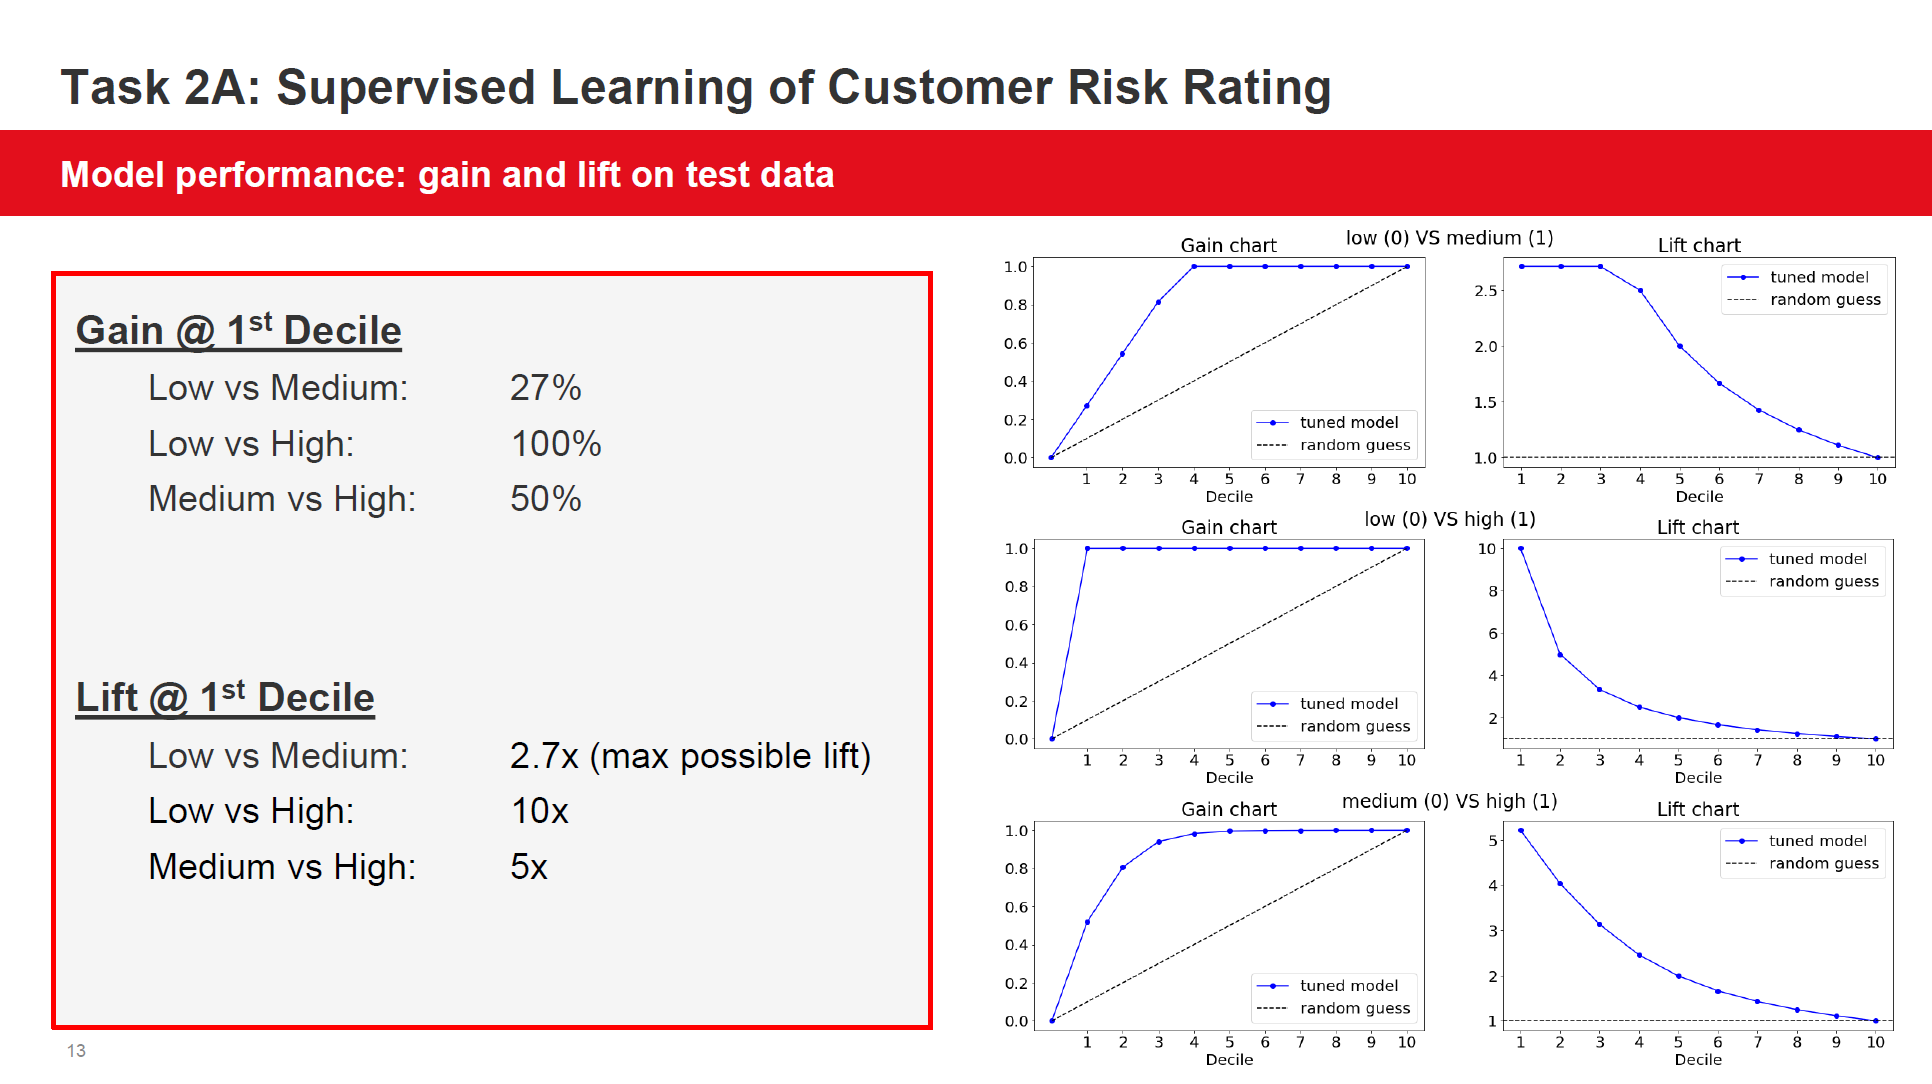 Task 2A: Supervised Learning of Customer Risk Rating
Model performance: gain and lift on test data
Gain @ 1st Decile
Low vs Medium: 27%
Low vs High: 100%
Medium vs High: 50%
Lift @ 1st Decile
Low vs Medium: 2.7x (max possible lift)
Low vs High: 10x
Medium vs High: 5x
13
low (0) VS medium (1)
Gain chart
1.0
0.8
0.6
0.4
0.2
0.0
tuned model
random guess
1 2 3 4 5 6 7 8 9 10
Decile
Lift chart
2.5
2.0
1.5
1.0
tuned model
random guess
1 2 3 4 5 6 7 8 9 10
Decile
low (0) VS high (1)
Gain chart
1.0
0.8
0.6
0.4
0.2
0.0
tuned model
random guess
1 2 3 4 5 6 7 8 9 10
Decile
Lift chart
10
8
6
4
2
tuned model
random guess
1 2 3 4 5 6 7 8 9 10
Decile
medium (0) VS high (1)
Gain chart
1.0
0.8
0.6
0.4
0.2
0.0
tuned model
random guess
1 2 3 4 5 6 7 8 9 10
Decile
Lift chart
5
4
3
2
1
tuned model
random guess
1 2 3 4 5 6 7 8 9 10
Decile